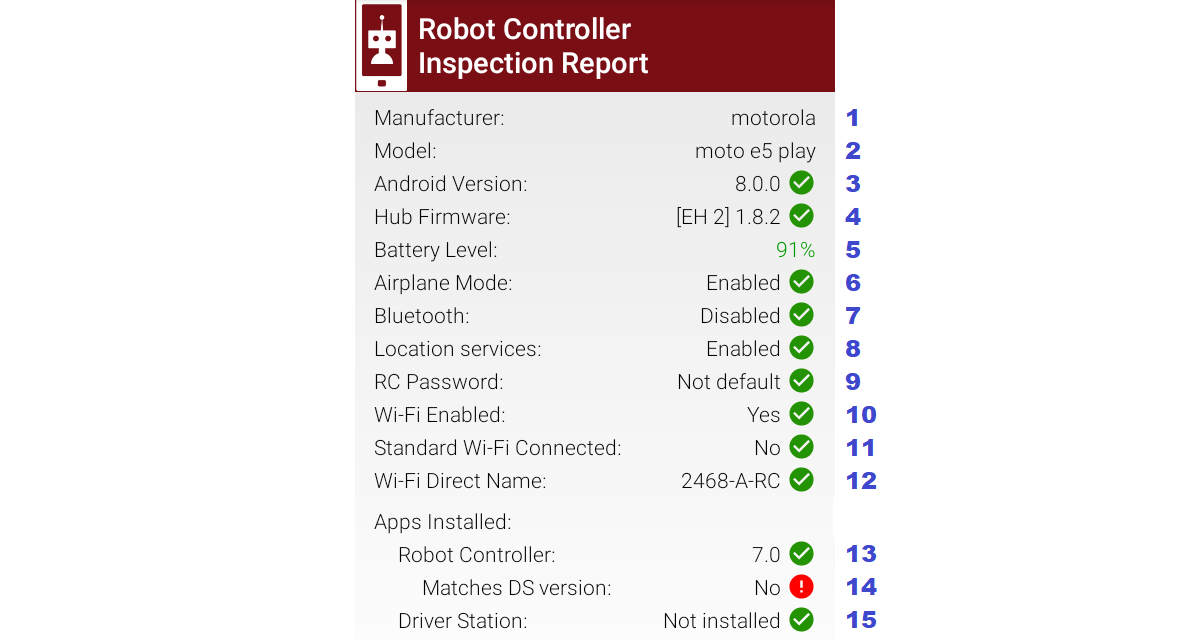 Robot Controller
Inspection Report
Manufacturer: motorola 1
Model: moto e5 play 2
Android Version: 8.0.0 3
Hub Firmware: [EH 2] 1.8.2 4
Battery Level: 91% 5
Airplane Mode: Enabled 6
Bluetooth: Disabled 7
Location services: Enabled 8
RC Password: Not default 9
Wi-Fi Enabled: Yes 10
Standard Wi-Fi Connected: No 11
Wi-Fi Direct Name: 2468-A-RC 12
Apps Installed:
Robot Controller: 7.0 13
Matches DS version: No 14
Driver Station: Not installed 15